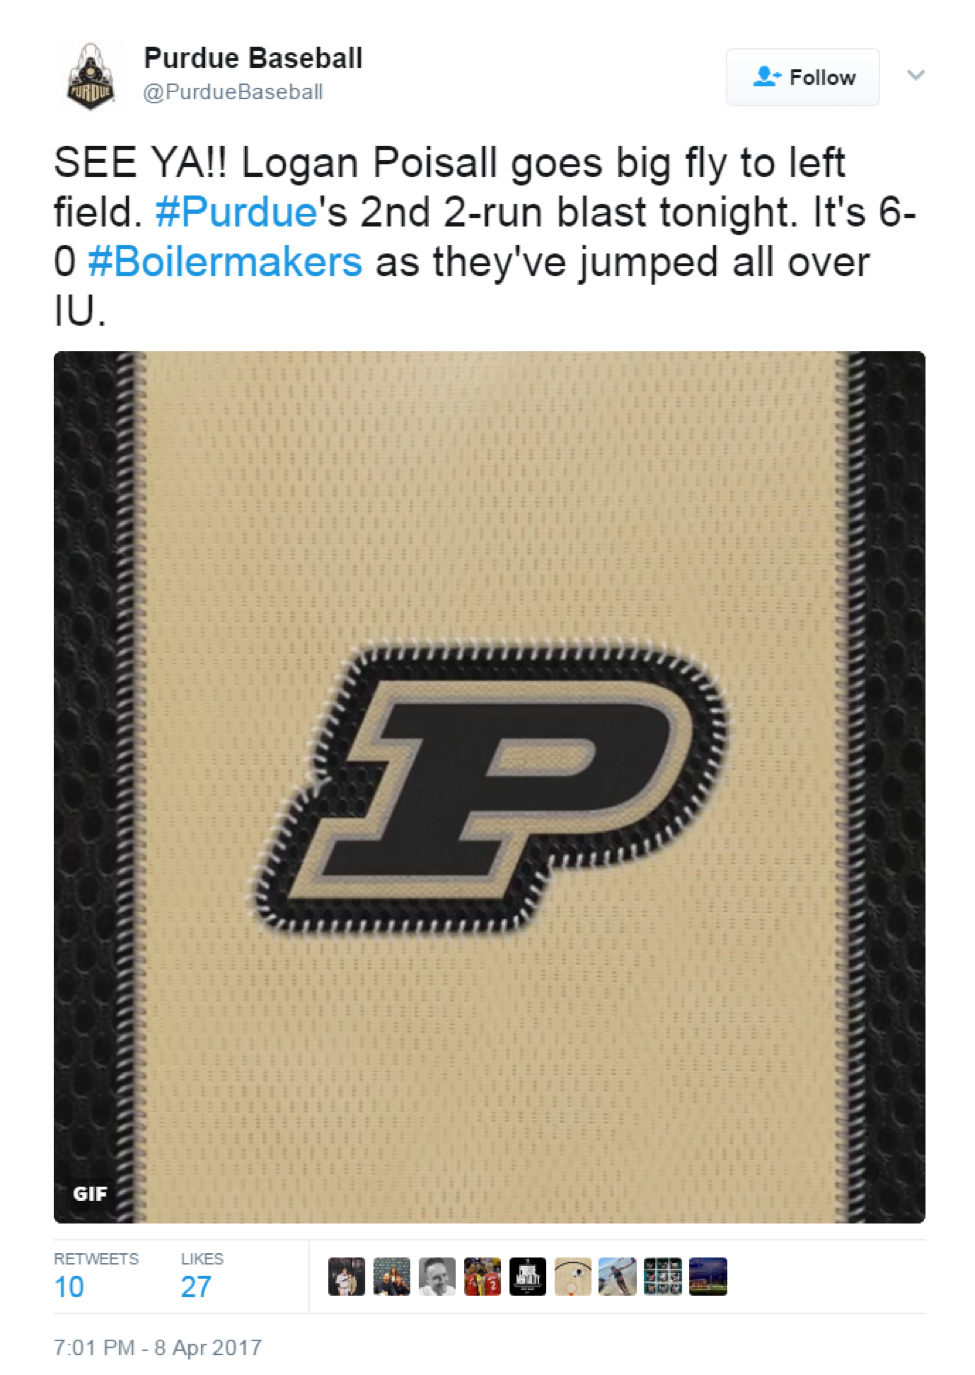 Purdue Baseball
@PurdueBaseball
Follow
SEE YA!! Logan Poisall goes big fly to left
field. #Purdue's 2nd 2-run blast tonight. It's 6-
0 #Boilermakers as they've jumped all over
IU.
PURDUE
P
GIF
RETWEETS
LIKES
10
27
7:01 PM - 8 Apr 2017